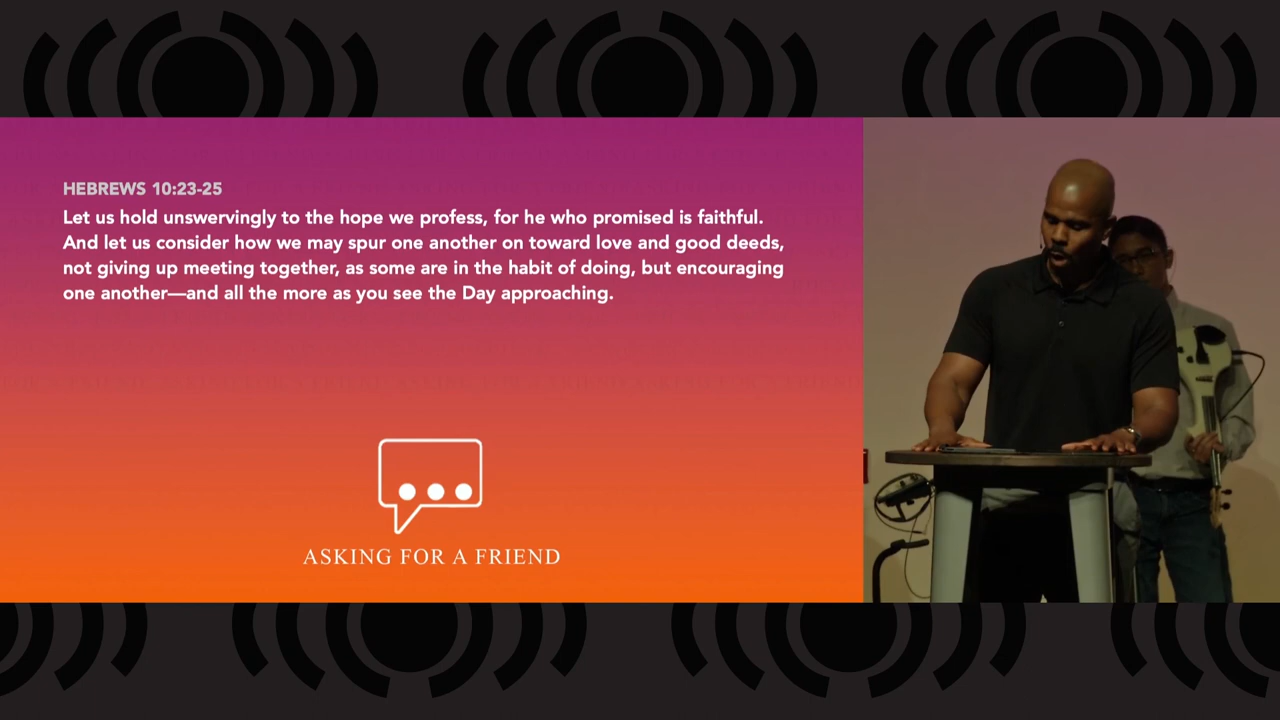 HEBREWS 10:23-25
Let us hold unswervingly to the hope we profess, for he who promised is faithful.
And let us consider how we may spur one another on toward love and good deeds,
not giving up meeting together, as some are in the habit of doing, but encouraging
one another—and all the more as you see the Day approaching.
ASKING FOR A FRIEND